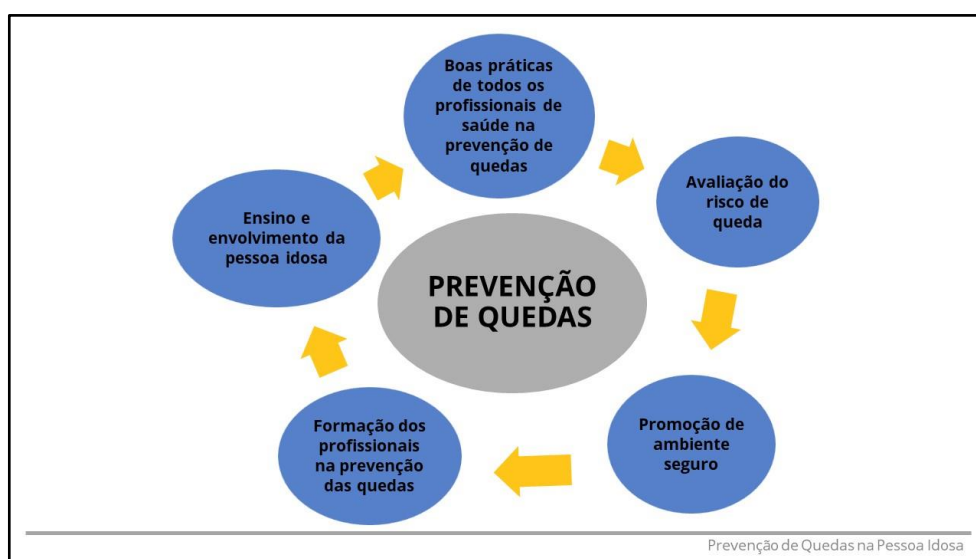 Boas práticas
de todos os
profissionais de
saúde na
prevenção de
quedas
Avaliação do
risco de
queda
Ensino e
envolvimento da
pessoa idosa
PREVENÇÃO
DE QUEDAS
Promoção de
ambiente
seguro
Formação dos
profissionais
na prevenção
das quedas
Prevenção de Quedas na Pessoa Idosa